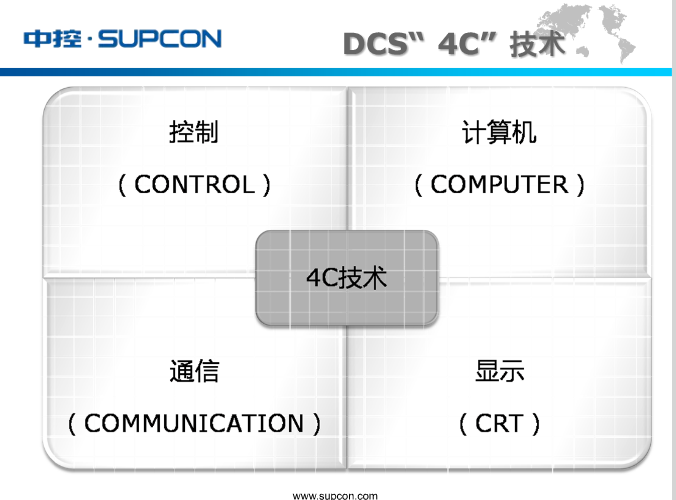 中控·SUPCON
DCS“ 4C” 技术
控制
（CONTROL）
计算机
（COMPUTER）
4C技术
通信
（COMMUNICATION）
显示
（CRT）
www.supcon.com